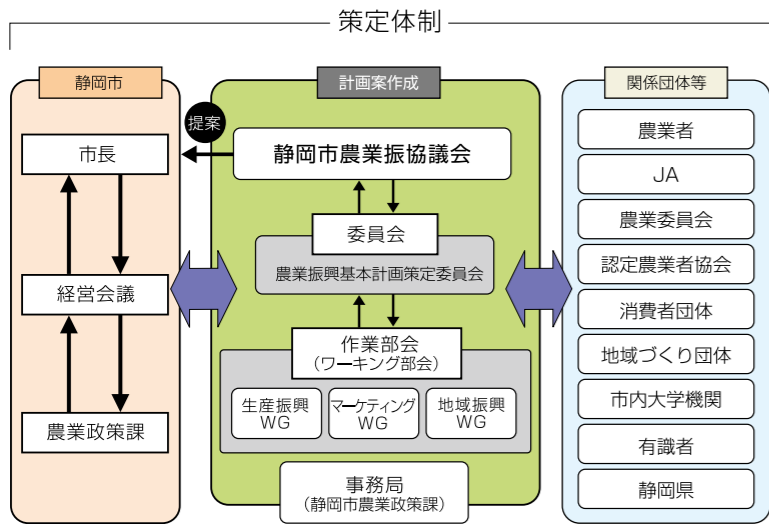 策定体制
静岡市
市長
経営会議
農業政策課
計画案作成
提案
静岡市農業振協議会
委員会
農業振興基本計画策定委員会
作業部会
（ワーキング部会）
生産振興
WG
マーケティング
WG
地域振興
WG
事務局
（静岡市農業政策課）
関係団体等
農業者
JA
農業委員会
認定農業者協会
消費者団体
地域づくり団体
市内大学機関
有識者
静岡県